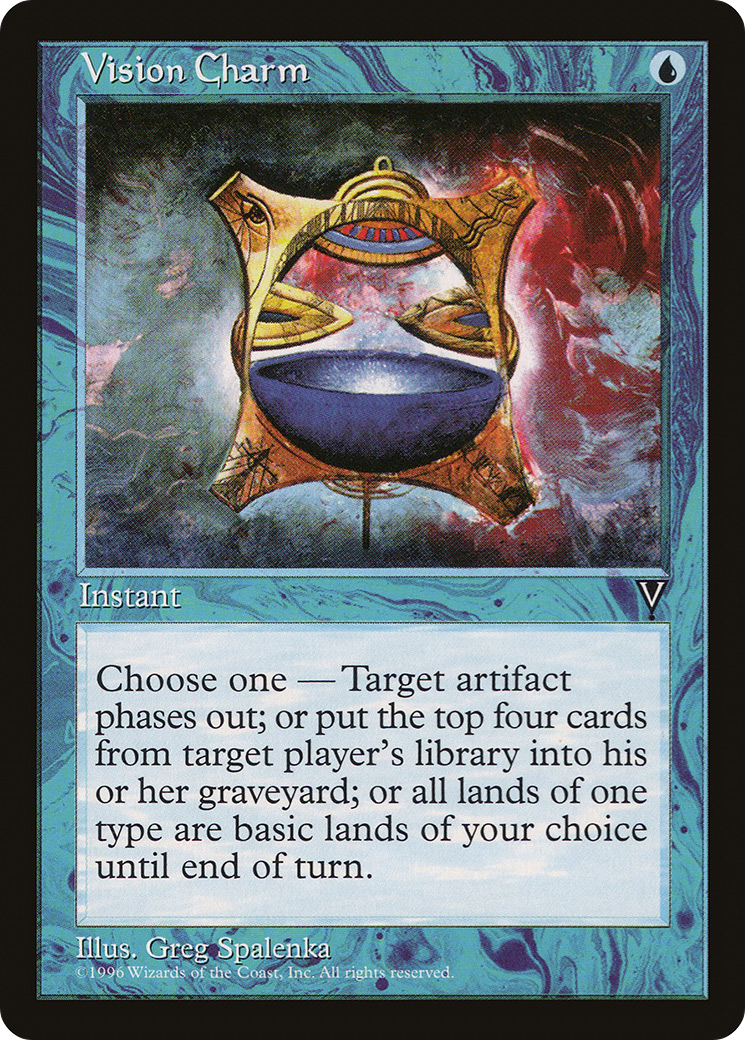 Vision Charm
Instant
V
Choose one — Target artifact
phases out; or put the top four cards
from target player's library into his
or her graveyard; or all lands of one
type are basic lands of your choice
until end of turn.
Illus. Greg Spalenka
©1996 Wizards of the Coast, Inc. All rights reserved.